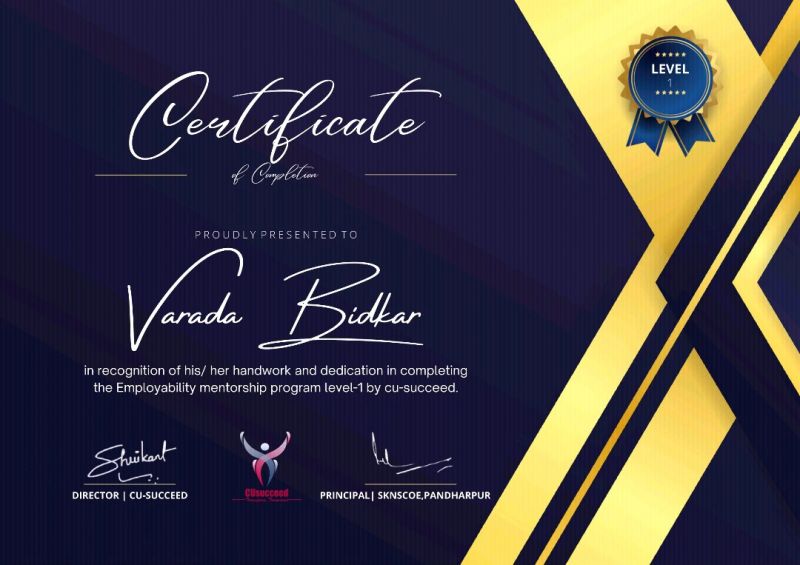 LEVEL
1
Certificate
of Completion
PROUDLY PRESENTED TO
Varada Bidkar
in recognition of his/ her handwork and dedication in completing
the Employability mentorship program level-1 by cu-succeed.
Shrikant
CUsucceed
DIRECTOR | CU-SUCCEED
PRINCIPAL| SKNSCOE,PANDHARPUR